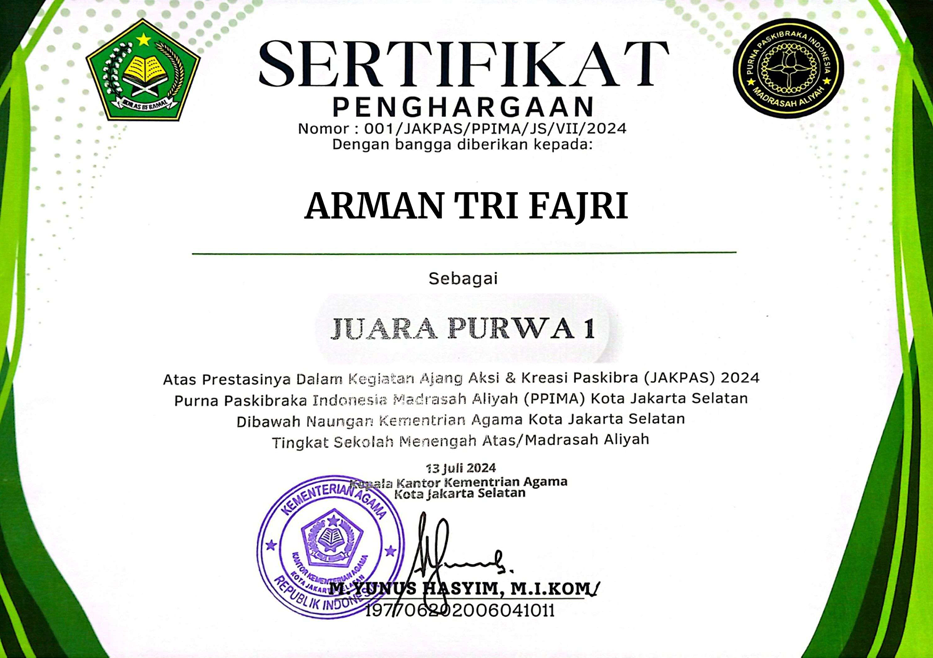 SERTIFIKAT
PENGHARGAAN
Nomor : 001/JAKPAS/PPIMA/JS/VII/2024
Dengan bangga diberikan kepada:
IKHLAS BERAMAL
PURNA PASKIBRAKA INDONESIA
MADRASAH ALIYAH
ARMAN TRI FAJRI
Sebagai
JUARA PURWA 1
Atas Prestasinya Dalam Kegiatan Ajang Aksi & Kreasi Paskibra (JAKPAS) 2024
Purna Paskibraka Indonesia Madrasah Aliyah (PPIMA) Kota Jakarta Selatan
Dibawah Naungan Kementrian Agama Kota Jakarta Selatan
Tingkat Sekolah Menengah Atas/Madrasah Aliyah
13 Juli 2024
Kepala Kantor Kementrian Agama
Kota Jakarta Selatan
KEMENTERIAN AGAMA
KANTOR KEMENTERIAN AGAMA
KOTA JAKARTA SELATAN
REPUBLIK INDONESIA
M. YUNUS HASYIM, M.I.KOM
197706202006041011